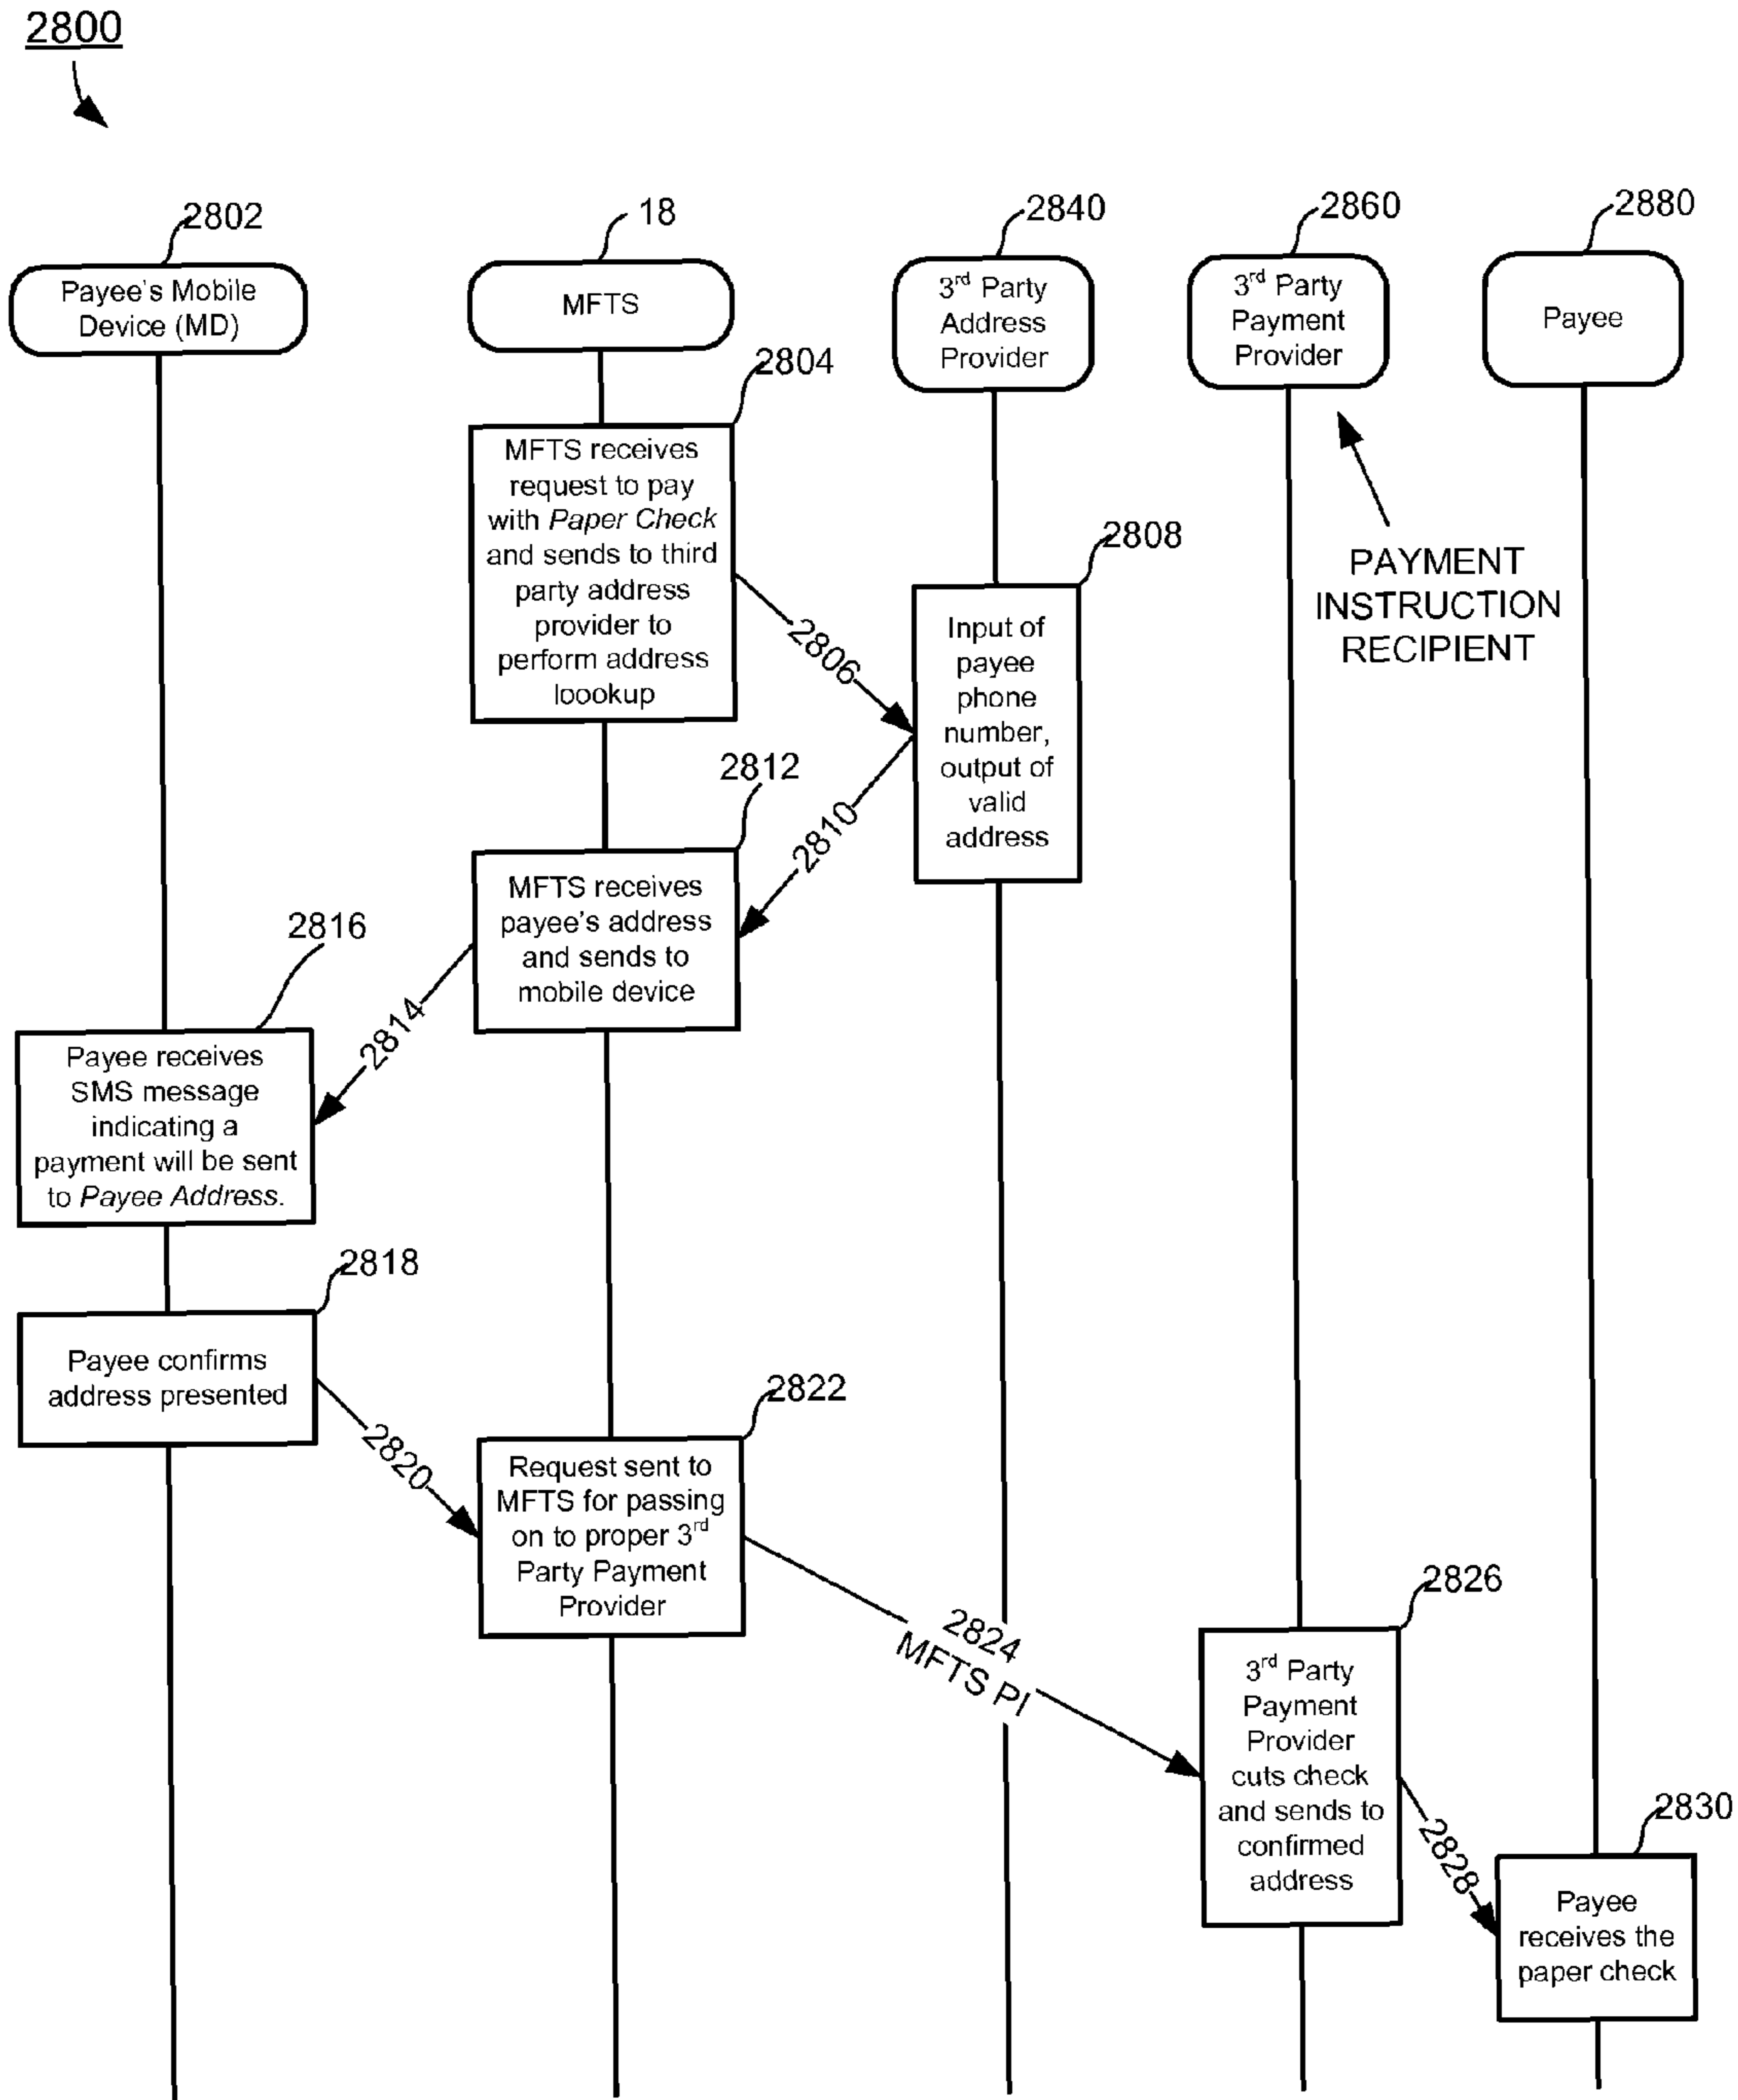 2800
2802
18
2840
2860
2880
Payee's Mobile
Device (MD)
MFTS
3rd Party
Address
Provider
3rd Party
Payment
Provider
Payee
2804
MFTS receives
request to pay
with Paper Check
and sends to third
party address
provider to
perform address
loookup
2806
2808
Input of
payee
phone
number,
output of
valid
address
PAYMENT
INSTRUCTION
RECIPIENT
2810
2812
MFTS receives
payee's address
and sends to
mobile device
2814
2816
Payee receives
SMS message
indicating a
payment will be sent
to Payee Address.
2818
Payee confirms
address presented
2820
2822
Request sent to
MFTS for passing
on to proper 3rd
Party Payment
Provider
2824
MFTS PI
2826
3rd Party
Payment
Provider
cuts check
and sends to
confirmed
address
2828
2830
Payee
receives the
paper check